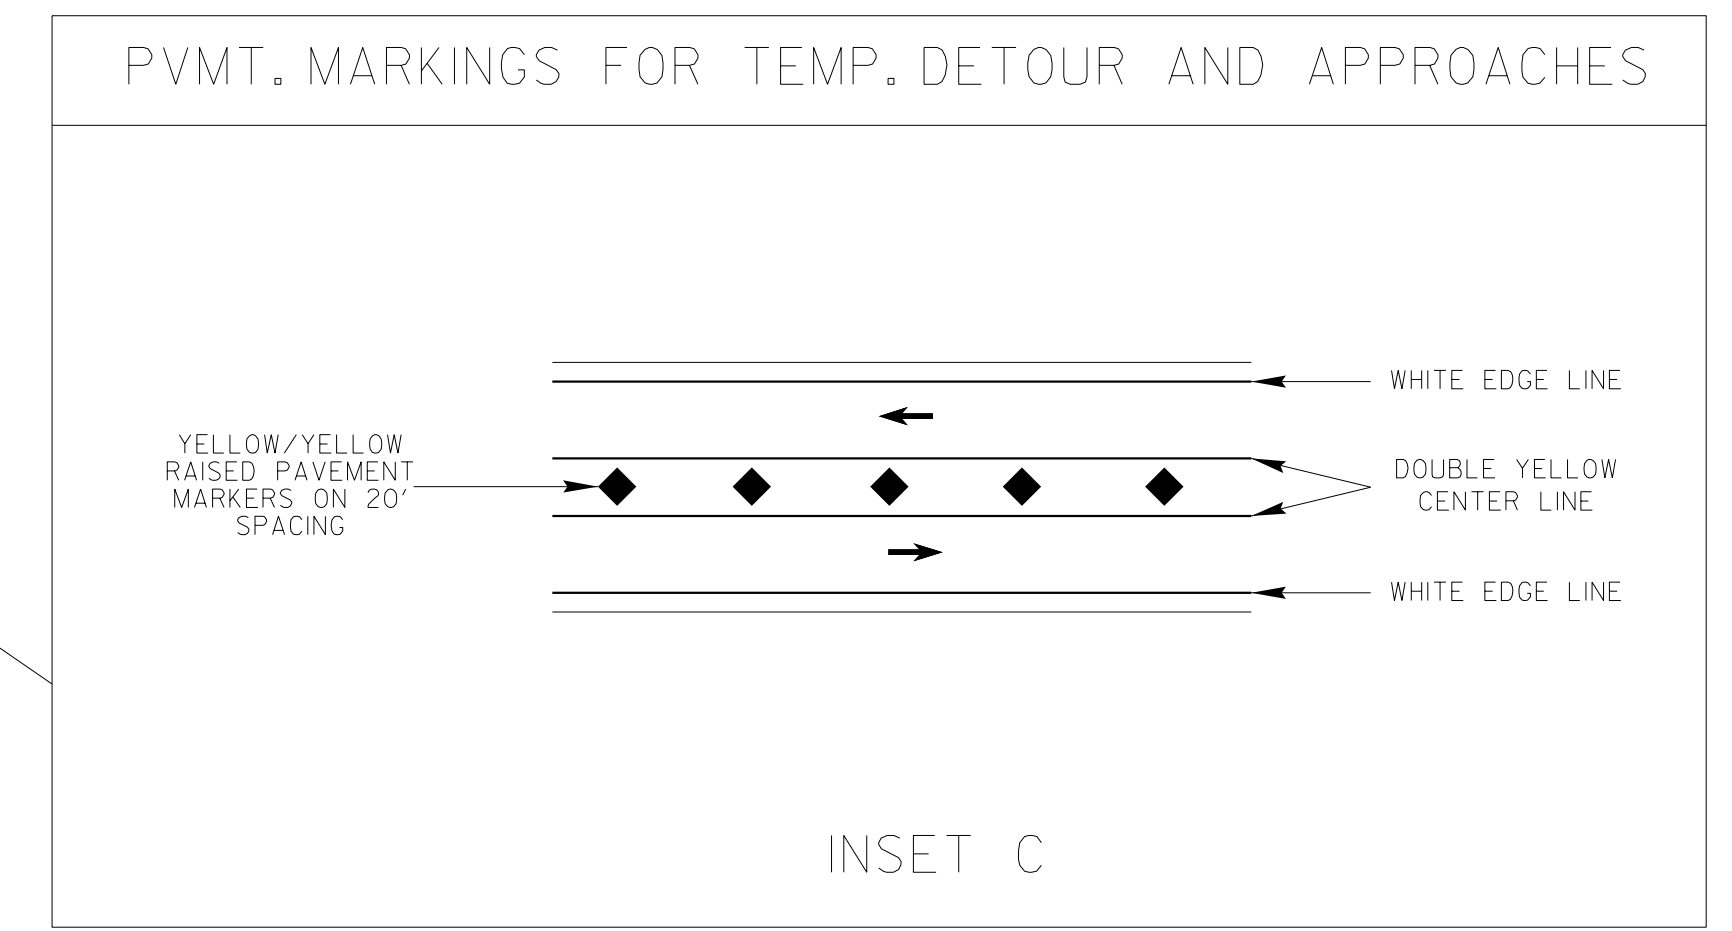 PVMT. MARKINGS FOR TEMP. DETOUR AND APPROACHES
WHITE EDGE LINE
YELLOW/YELLOW
RAISED PAVEMENT
MARKERS ON 20'
SPACING
DOUBLE YELLOW
CENTER LINE
WHITE EDGE LINE
INSET C